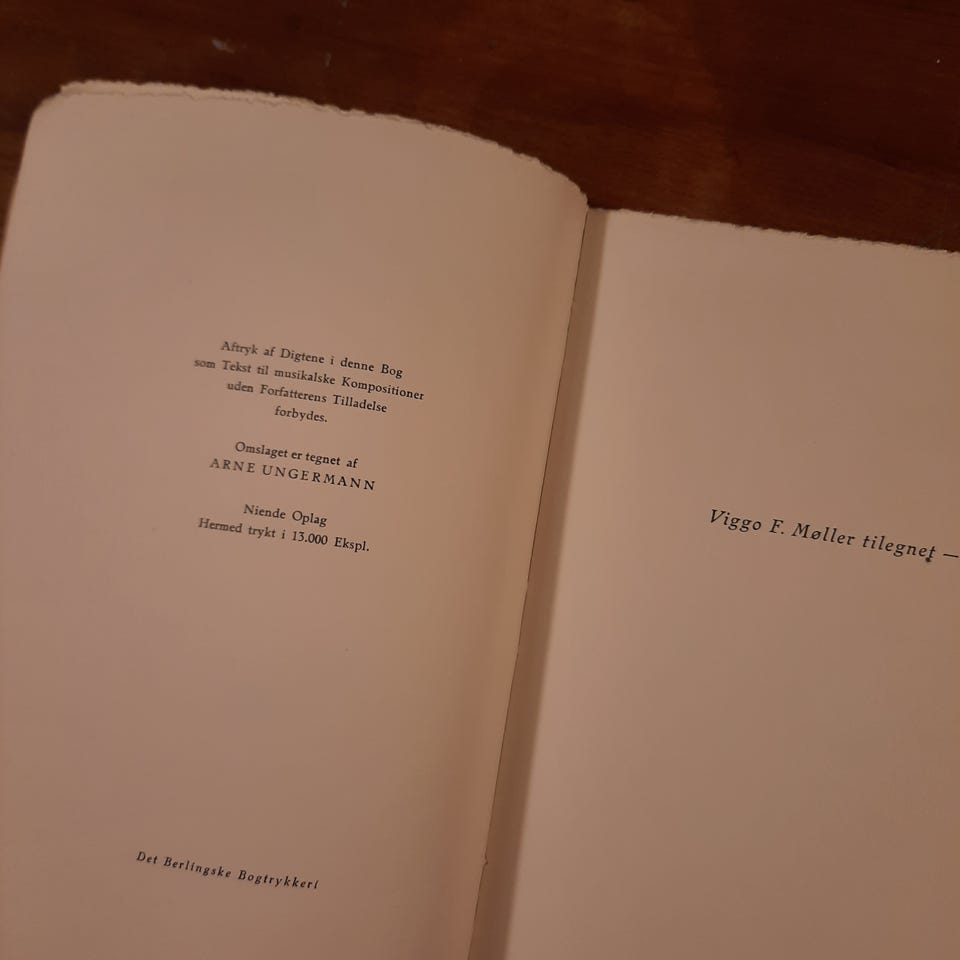 Aftryk af Digtene i denne Bog
som Tekst til musikalske Kompositioner
uden Forfatterens Tilladelse
forbydes.
Omslaget er tegnet af
ARNE UNGERMANN
Niende Oplag
Hermed trykt i 13.000 Ekspl.
Det Berlingske Bogtrykkeri
Viggo F. Møller tilegnet —